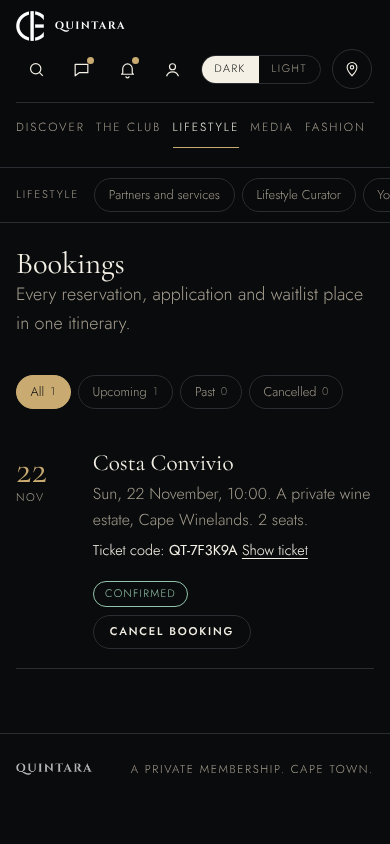 QUINTARA
DARK LIGHT
DISCOVER THE CLUB LIFESTYLE MEDIA FASHION
LIFESTYLE Partners and services Lifestyle Curator Yo
Bookings
Every reservation, application and waitlist place
in one itinerary.
All 1 Upcoming 1 Past 0 Cancelled 0
22
NOV
Costa Convivio
Sun, 22 November, 10:00. A private wine
estate, Cape Winelands. 2 seats.
Ticket code: QT-7F3K9A Show ticket
CONFIRMED
CANCEL BOOKING
QUINTARA A PRIVATE MEMBERSHIP. CAPE TOWN.